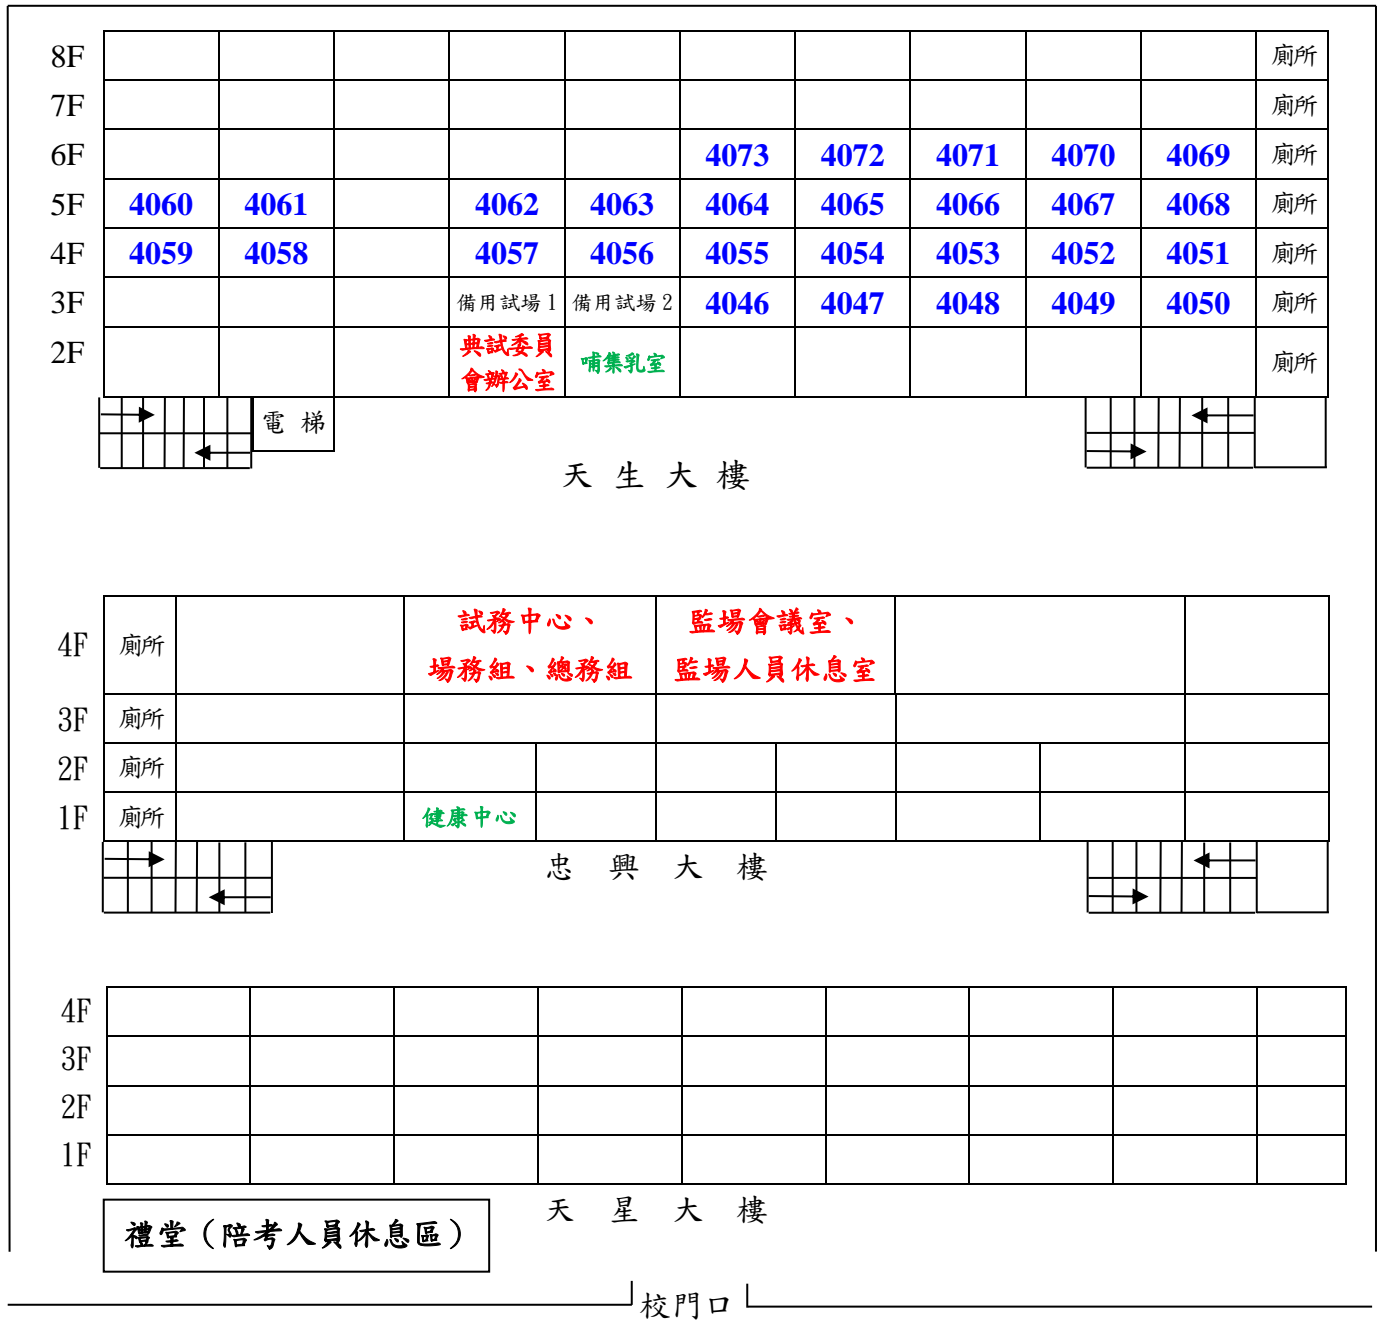 8F 廁所
7F 廁所
6F 4073 4072 4071 4070 4069 廁所
5F 4060 4061 4062 4063 4064 4065 4066 4067 4068 廁所
4F 4059 4058 4057 4056 4055 4054 4053 4052 4051 廁所
3F 備用試場1 備用試場2 4046 4047 4048 4049 4050 廁所
2F 典試委員
會辦公室 哺集乳室 廁所
電梯
天生大樓
4F 廁所 試務中心、
場務組、總務組 監場會議室、
監場人員休息室
3F 廁所
2F 廁所
1F 廁所 健康中心
忠興大樓
4F
3F
2F
1F
天星大樓
禮堂（陪考人員休息區）
校門口